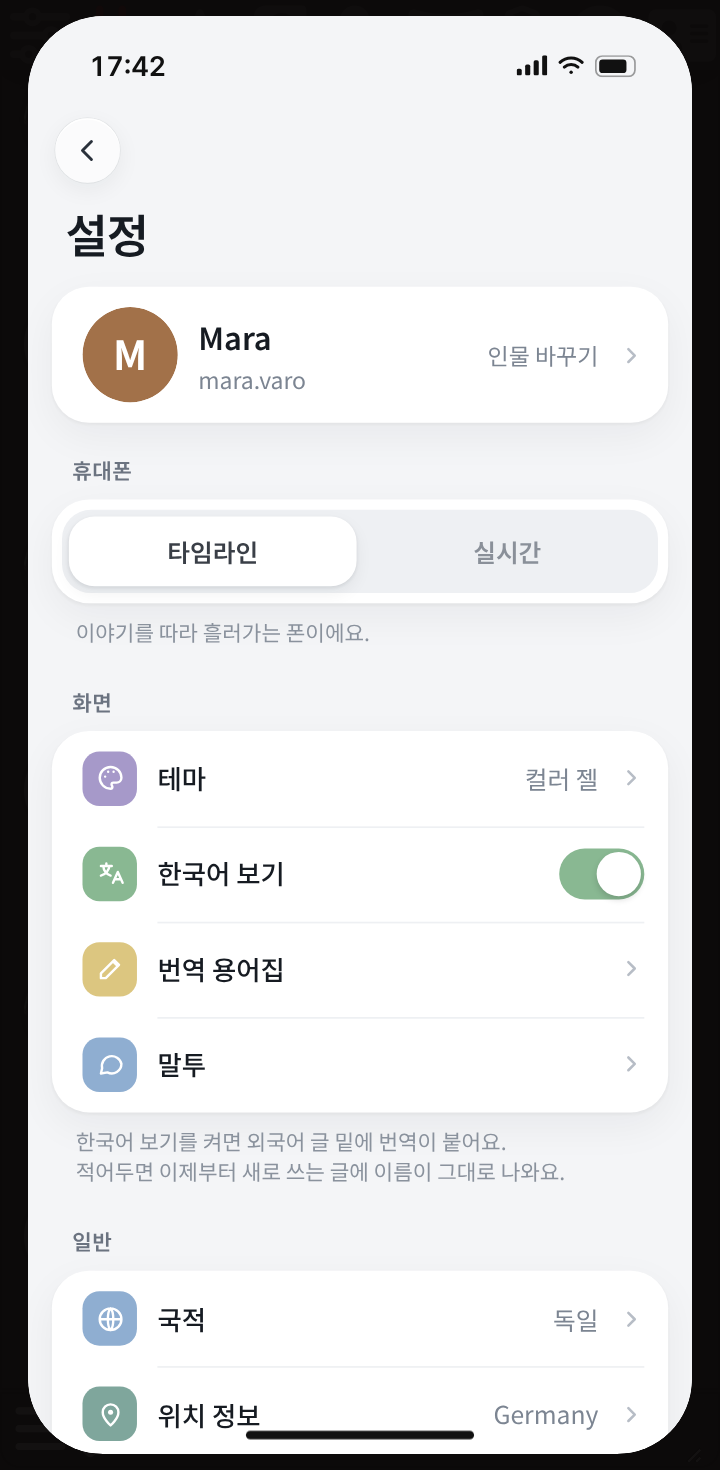 17:42
설정
M
Mara
mara.varo
인물 바꾸기
휴대폰
타임라인
실시간
이야기를 따라 흘러가는 폰이에요.
화면
테마
컬러 젤
한국어 보기
번역 용어집
말투
한국어 보기를 켜면 외국어 글 밑에 번역이 붙어요.
적어두면 이제부터 새로 쓰는 글에 이름이 그대로 나와요.
일반
국적
독일
위치 정보
Germany